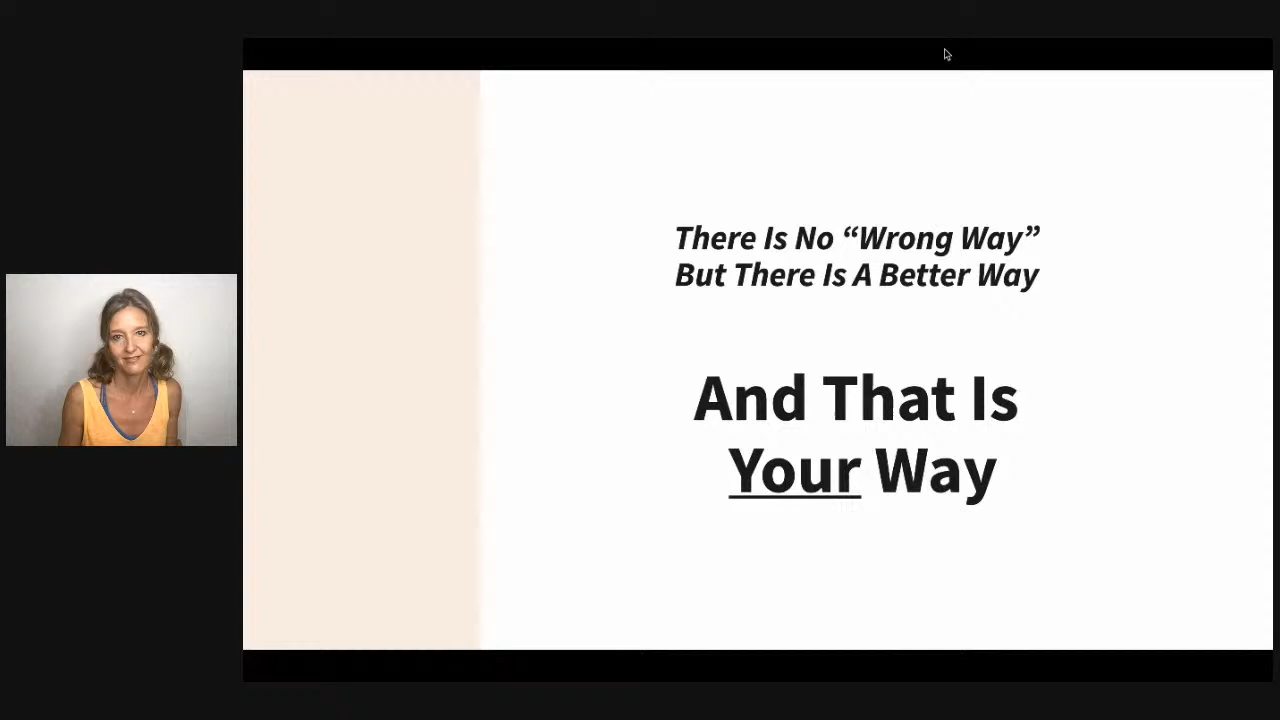 There Is No “Wrong Way”
But There Is A Better Way
And That Is
Your Way